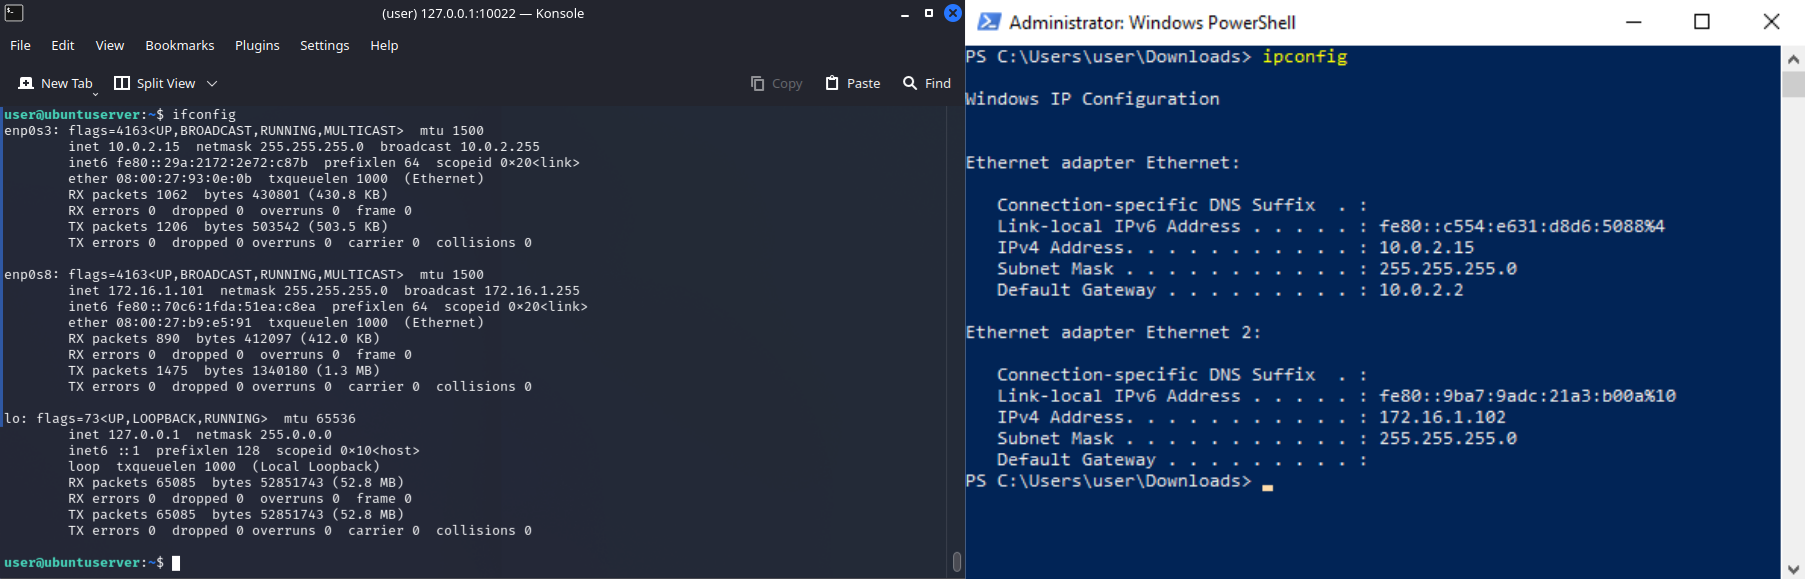 (user) 127.0.0.1:10022 — Konsole
File Edit View Bookmarks Plugins Settings Help
New Tab Split View Copy Paste Find
user@ubuntuserver:~$ ifconfig
enp0s3: flags=4163<UP,BROADCAST,RUNNING,MULTICAST>  mtu 1500
        inet 10.0.2.15  netmask 255.255.255.0  broadcast 10.0.2.255
        inet6 fe80::29a:2172:2e72:c87b  prefixlen 64  scopeid 0×20<link>
        ether 08:00:27:93:0e:0b  txqueuelen 1000  (Ethernet)
        RX packets 1062  bytes 430801 (430.8 KB)
        RX errors 0  dropped 0  overruns 0  frame 0
        TX packets 1206  bytes 503542 (503.5 KB)
        TX errors 0  dropped 0 overruns 0  carrier 0  collisions 0
enp0s8: flags=4163<UP,BROADCAST,RUNNING,MULTICAST>  mtu 1500
        inet 172.16.1.101  netmask 255.255.255.0  broadcast 172.16.1.255
        inet6 fe80::70c6:1fda:51ea:c8ea  prefixlen 64  scopeid 0×20<link>
        ether 08:00:27:b9:e5:91  txqueuelen 1000  (Ethernet)
        RX packets 890  bytes 412097 (412.0 KB)
        RX errors 0  dropped 0  overruns 0  frame 0
        TX packets 1475  bytes 1340180 (1.3 MB)
        TX errors 0  dropped 0 overruns 0  carrier 0  collisions 0
lo: flags=73<UP,LOOPBACK,RUNNING>  mtu 65536
        inet 127.0.0.1  netmask 255.0.0.0
        inet6 ::1  prefixlen 128  scopeid 0×10<host>
        loop  txqueuelen 1000  (Local Loopback)
        RX packets 65085  bytes 52851743 (52.8 MB)
        RX errors 0  dropped 0  overruns 0  frame 0
        TX packets 65085  bytes 52851743 (52.8 MB)
        TX errors 0  dropped 0 overruns 0  carrier 0  collisions 0
user@ubuntuserver:~$
Administrator: Windows PowerShell
PS C:\Users\user\Downloads> ipconfig
Windows IP Configuration
Ethernet adapter Ethernet:
   Connection-specific DNS Suffix  . :
   Link-local IPv6 Address . . . . . : fe80::c554:e631:d8d6:5088%4
   IPv4 Address. . . . . . . . . . . : 10.0.2.15
   Subnet Mask . . . . . . . . . . . : 255.255.255.0
   Default Gateway . . . . . . . . . : 10.0.2.2
Ethernet adapter Ethernet 2:
   Connection-specific DNS Suffix  . :
   Link-local IPv6 Address . . . . . : fe80::9ba7:9adc:21a3:b00a%10
   IPv4 Address. . . . . . . . . . . : 172.16.1.102
   Subnet Mask . . . . . . . . . . . : 255.255.255.0
   Default Gateway . . . . . . . . . :
PS C:\Users\user\Downloads>